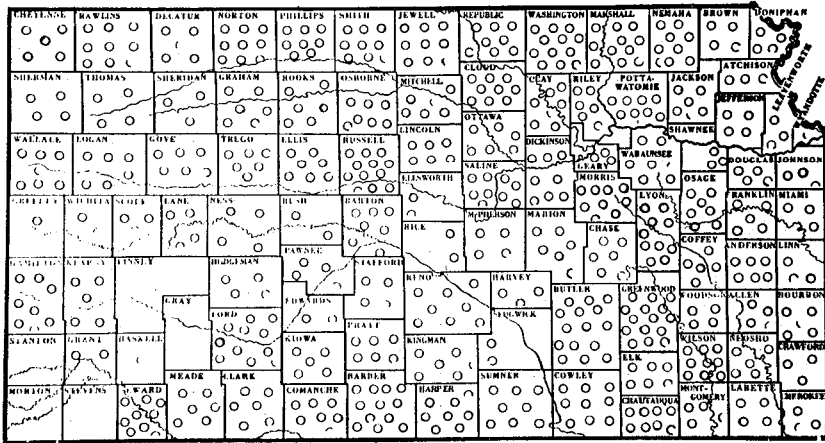 CHEYENNE RAWLINS DECATUR NORTON PHILLIPS SMITH JEWELL REPUBLIC WASHINGTON MARSHALL NEMAHA BROWN DONIPHAN
ATCHISON
SHERMAN THOMAS SHERIDAN GRAHAM ROOKS OSBORNE MITCHELL CLOUD CLAY RILEY POTTA-
WATOMIE JACKSON
LEAVENWORTH
JEFFERSON
OTTAWA
SHAWNEE
WALLACE LOGAN GOVE TREGO ELLIS RUSSELL LINCOLN DICKINSON WABAUNSEE
SALINE GEARY DOUGLAS JOHNSON
ELLSWORTH MORRIS OSAGE
GREELEY WICHITA SCOTT LANE NESS RUSH BARTON LYON FRANKLIN MIAMI
RICE McPHERSON MARION CHASE
COFFEY ANDERSON LINN
PAWNEE
HAMILTON KEARNY FINNEY HODGEMAN STAFFORD RENO HARVEY
BUTLER GREENWOOD
GRAY EDWARDS WOODSON ALLEN BOURBON
FORD SEDGWICK
PRATT
STANTON GRANT HASKELL KIOWA KINGMAN WILSON NEOSHO CRAWFORD
ELK
MEADE CLARK BARBER SUMNER COWLEY
MORTON STEVENS SEWARD COMANCHE HARPER CHAUTAUQUA MONT-
GOMERY LABETTE CHEROKEE